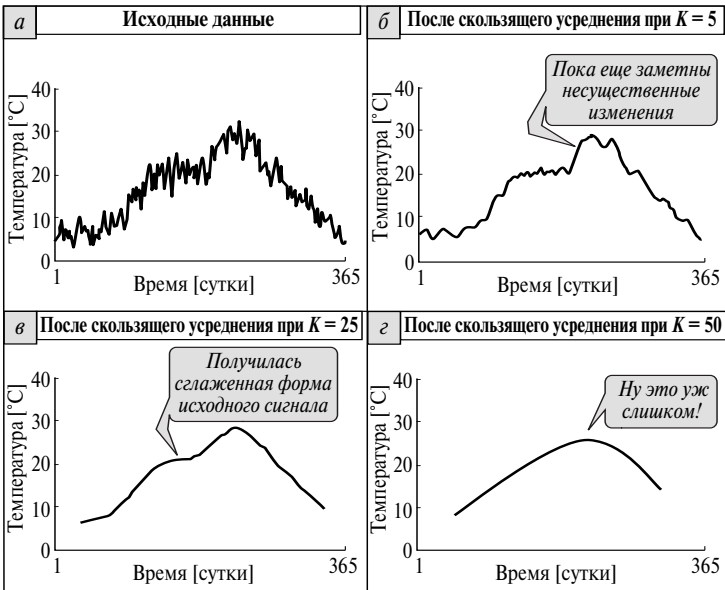 а
Исходные данные
Температура [°C]
40
30
20
10
0
1
365
Время [сутки]
б
После скользящего усреднения при K = 5
Пока еще заметны
несущественные
изменения
Температура [°C]
40
30
20
10
0
1
365
Время [сутки]
в
После скользящего усреднения при K = 25
Получилась
сглаженная форма
исходного сигнала
Температура [°C]
40
30
20
10
0
1
365
Время [сутки]
г
После скользящего усреднения при K = 50
Ну это уж
слишком!
Температура [°C]
40
30
20
10
0
1
365
Время [сутки]